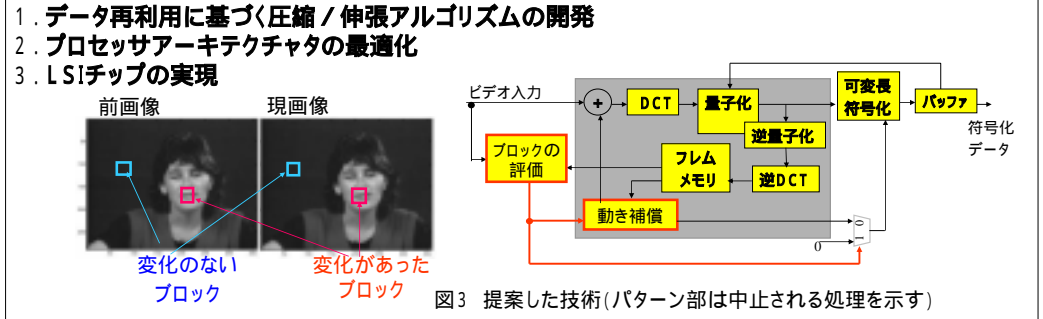 1．データ再利用に基づく圧縮／伸張アルゴリズムの開発
2．プロセッサアーキテクチャタの最適化
3．LSIチップの実現
前画像
現画像
変化のない
ブロック
変化があった
ブロック
ビデオ入力
+
DCT
量子化
可変長
符号化
バッファ
符号化
データ
逆量子化
ブロックの
評価
フレム
メモリ
逆DCT
動き補償
1 0
0
図3 提案した技術(パターン部は中止される処理を示す)